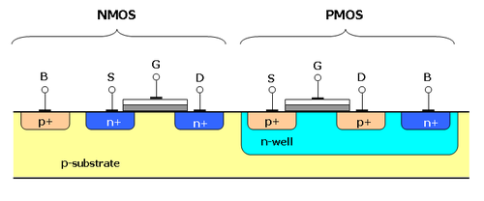 NMOS PMOS
B S G D S G D B
p+ n+ n+ p+ p+ n+
n-well
p-substrate